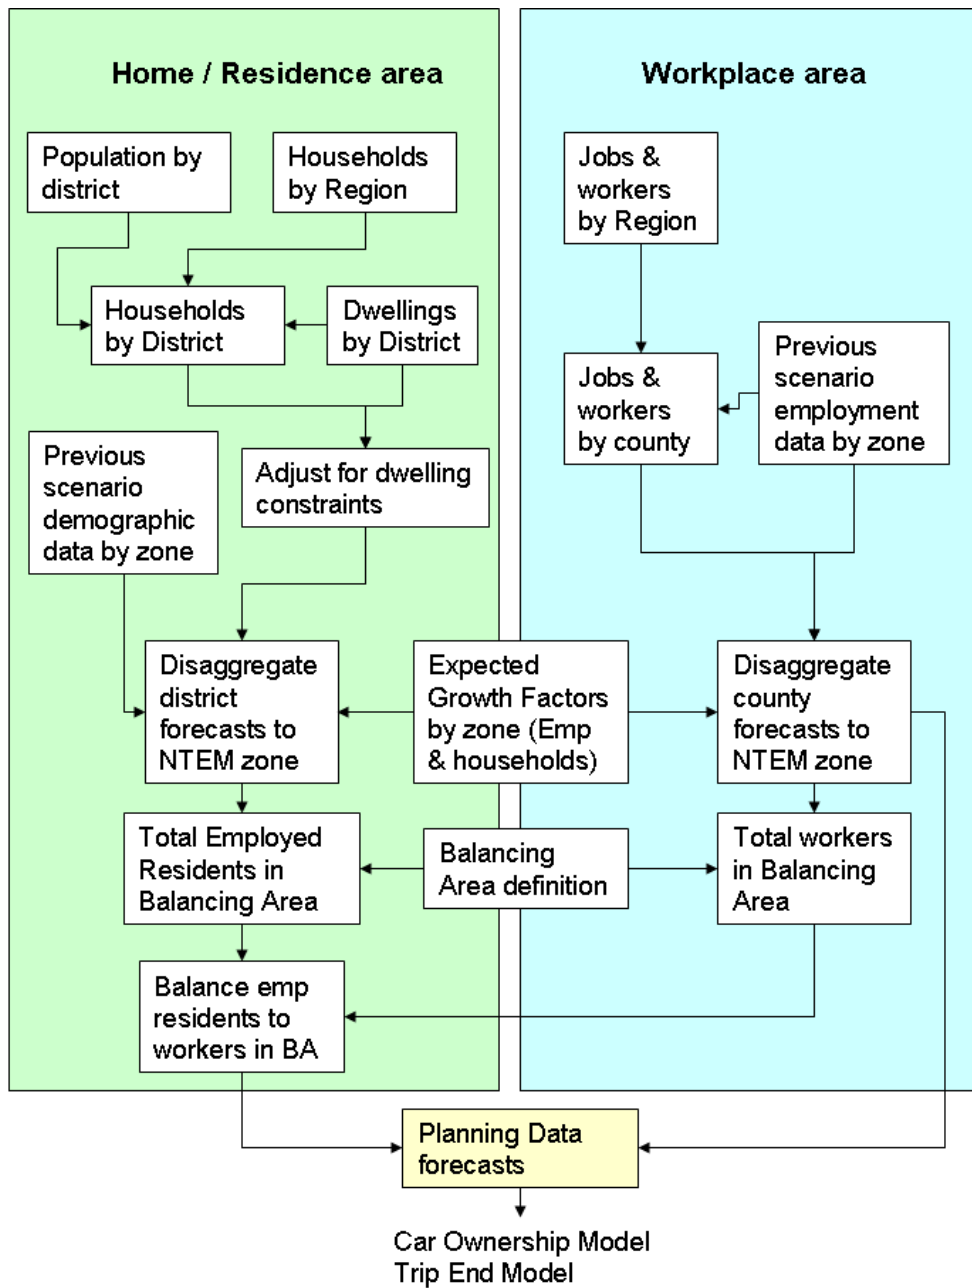 Home / Residence area
Workplace area
Population by
district
Households
by Region
Jobs &
workers
by Region
Households
by District
Dwellings
by District
Jobs &
workers
by county
Previous
scenario
employment
data by zone
Previous
scenario
demographic
data by zone
Adjust for dwelling
constraints
Disaggregate
district
forecasts to
NTEM zone
Expected
Growth Factors
by zone (Emp
& households)
Disaggregate
county
forecasts to
NTEM zone
Total Employed
Residents in
Balancing Area
Balancing
Area definition
Total workers
in Balancing
Area
Balance emp
residents to
workers in BA
Planning Data
forecasts
Car Ownership Model
Trip End Model